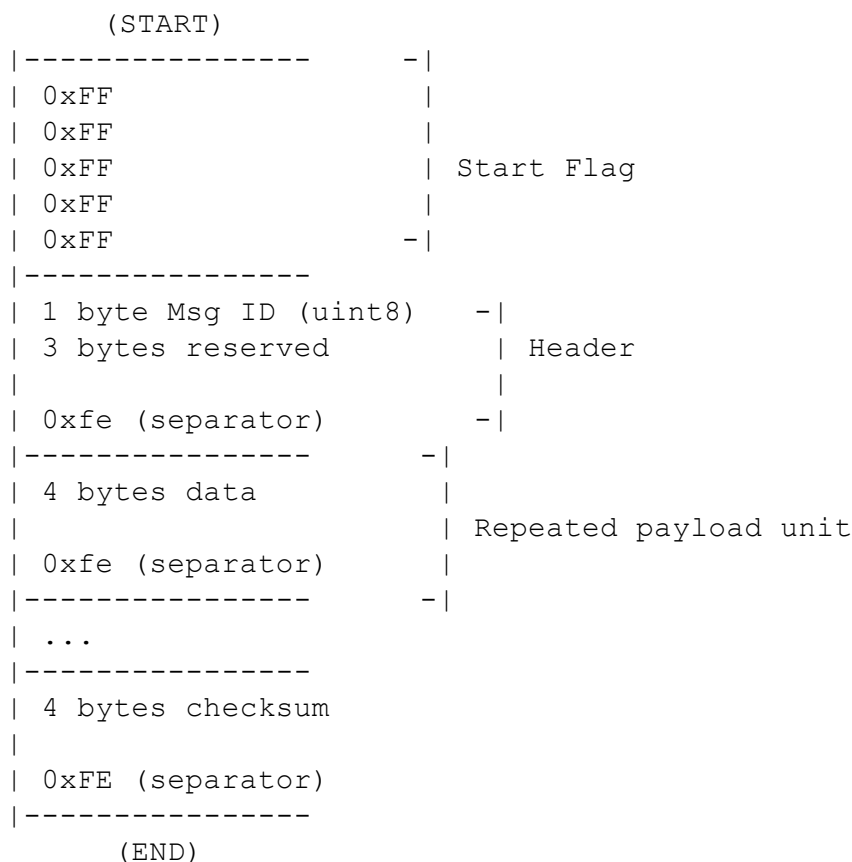 (START)
|---------------- -|
| 0xFF |
| 0xFF |
| 0xFF | Start Flag
| 0xFF |
| 0xFF -|
|----------------
| 1 byte Msg ID (uint8) -|
| 3 bytes reserved | Header
| |
| 0xfe (separator) -|
|---------------- -|
| 4 bytes data |
| | Repeated payload unit
| 0xfe (separator) |
|---------------- -|
| ...
|----------------
| 4 bytes checksum
|
| 0xFE (separator)
|----------------
(END)